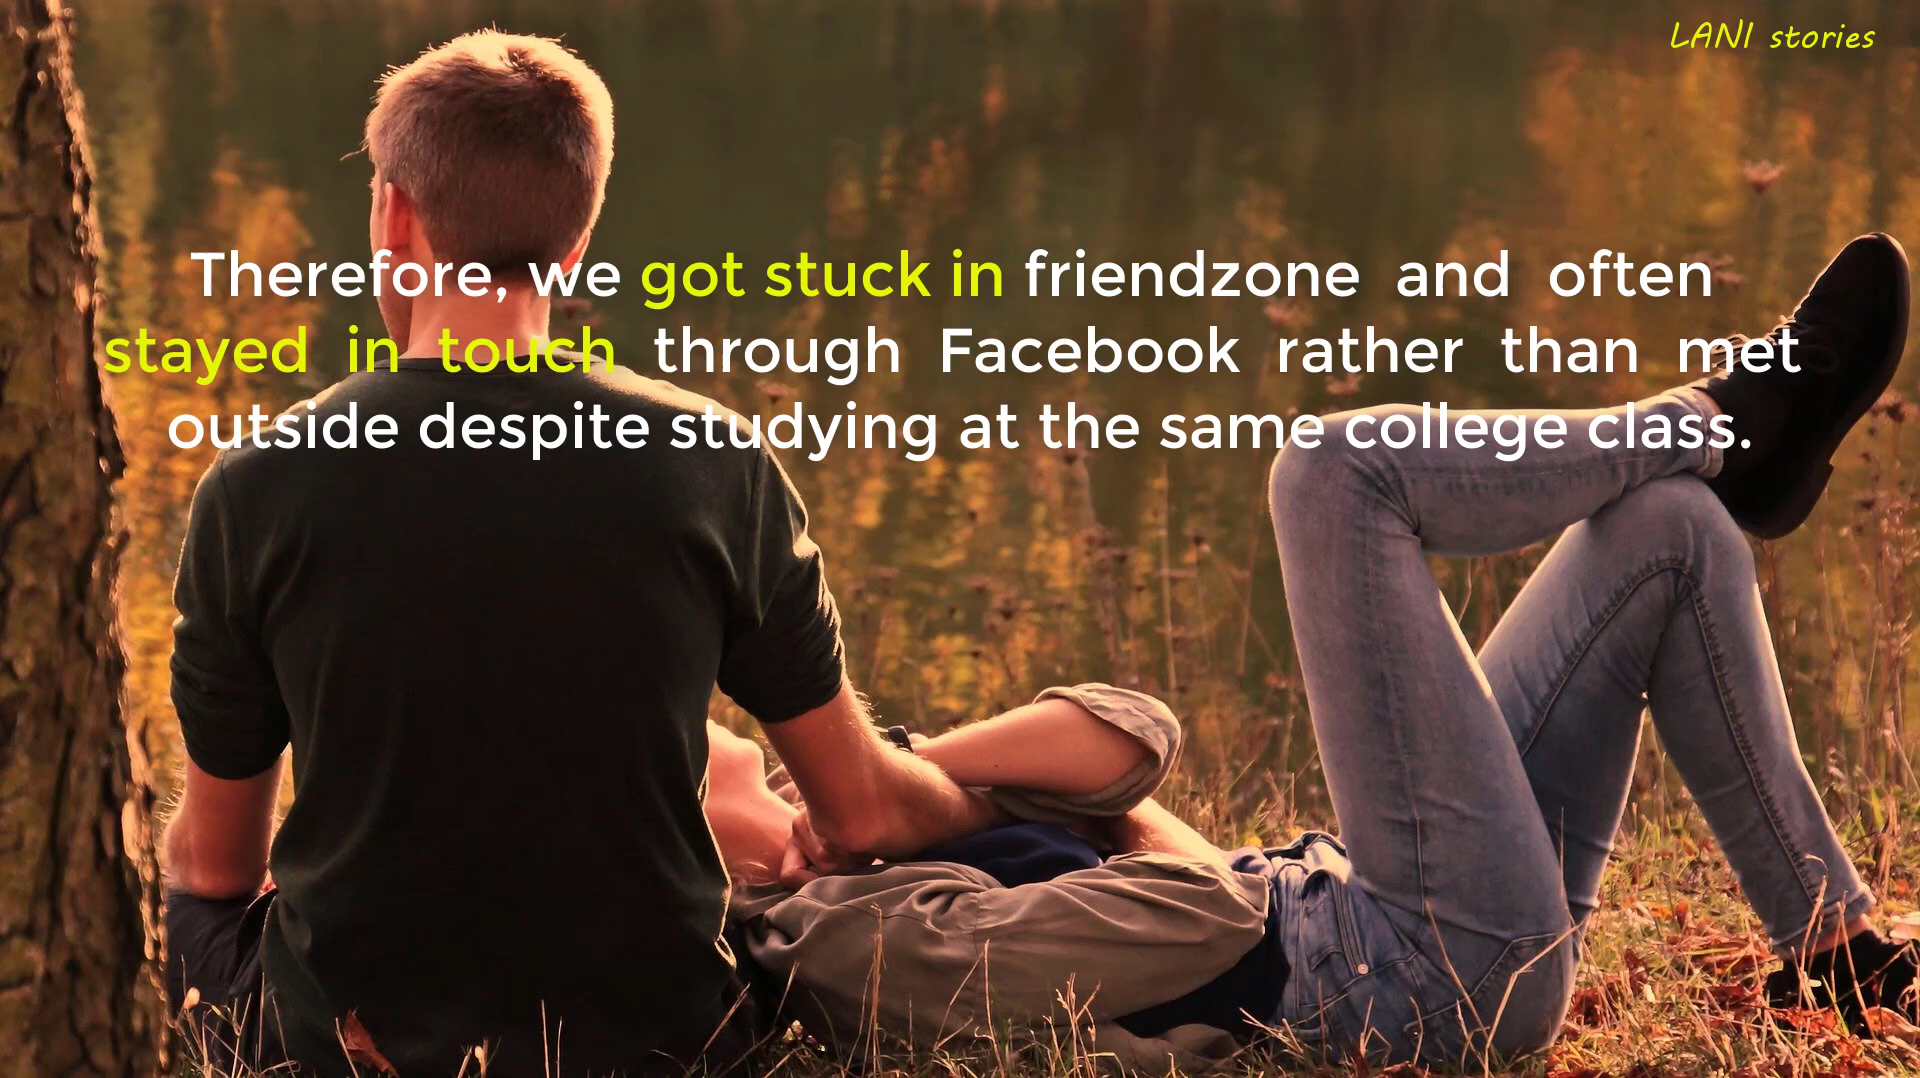 LANI stories
Therefore, we got stuck in friendzone and often
stayed in touch through Facebook rather than met
outside despite studying at the same college class.